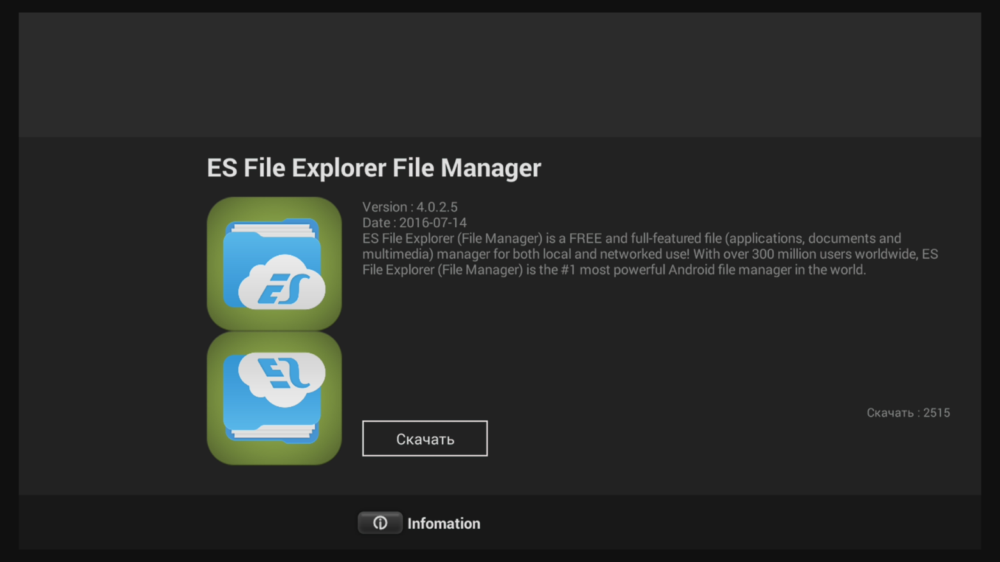 ES File Explorer File Manager
Version : 4.0.2.5
Date : 2016-07-14
ES File Explorer (File Manager) is a FREE and full-featured file (applications, documents and
multimedia) manager for both local and networked use! With over 300 million users worldwide, ES
File Explorer (File Manager) is the #1 most powerful Android file manager in the world.
ES
ES
Скачать : 2515
Скачать
Infomation